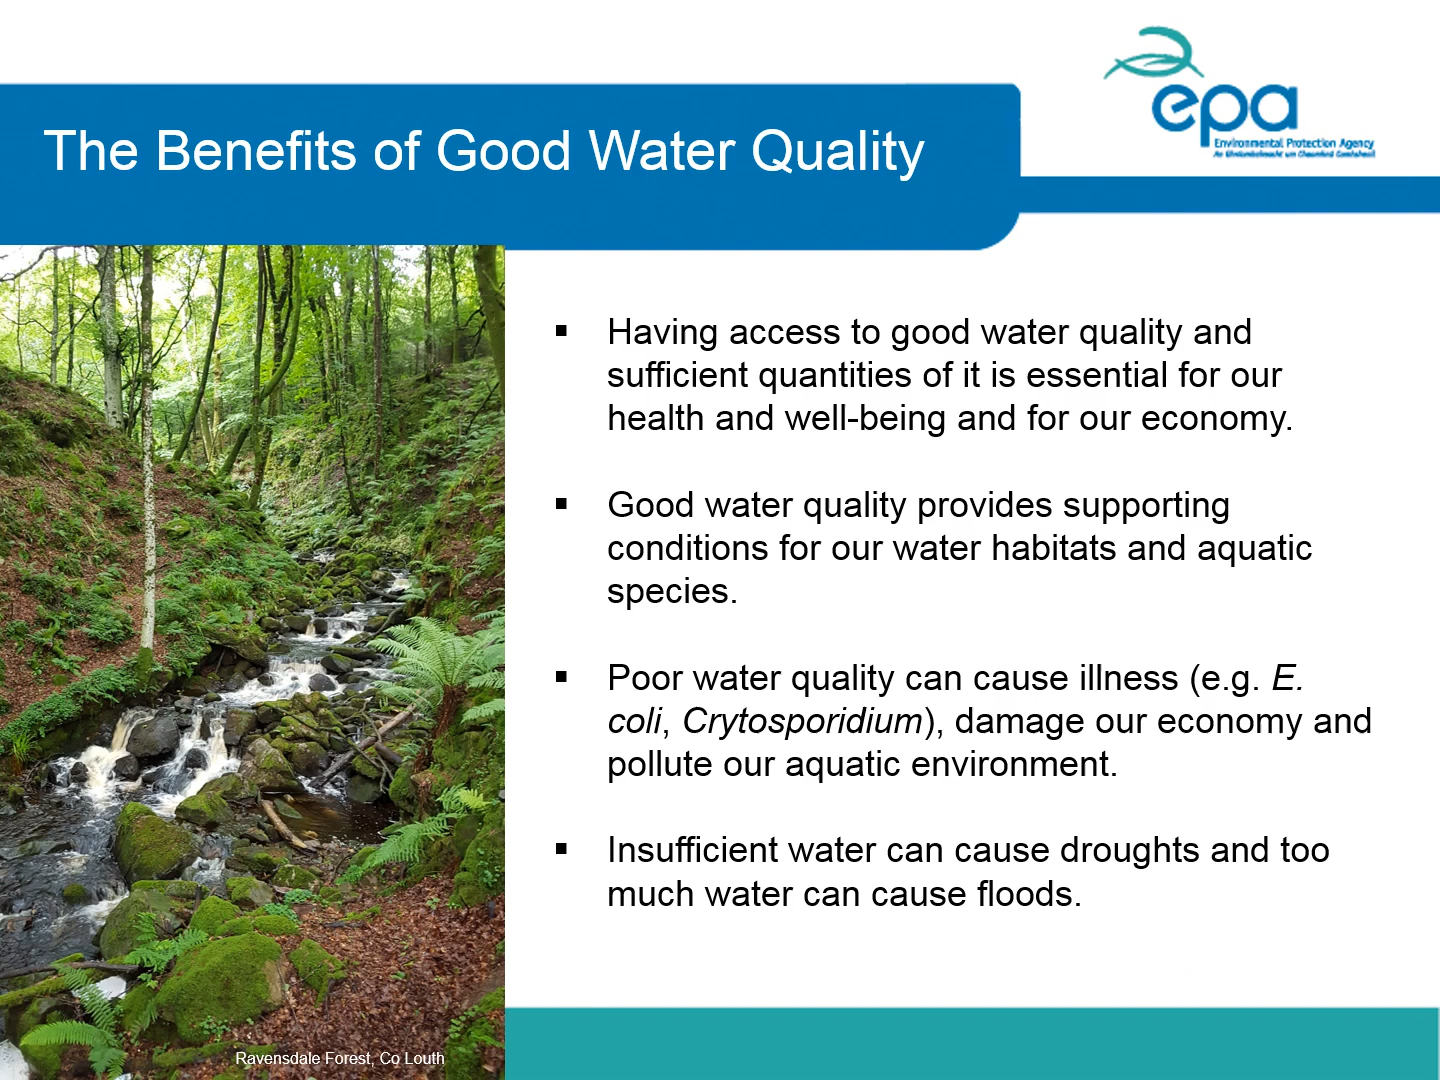 The Benefits of Good Water Quality
epa
Environmental Protection Agency
▪ Having access to good water quality and
sufficient quantities of it is essential for our
health and well-being and for our economy.
▪ Good water quality provides supporting
conditions for our water habitats and aquatic
species.
▪ Poor water quality can cause illness (e.g. E.
coli, Crytosporidium), damage our economy and
pollute our aquatic environment.
▪ Insufficient water can cause droughts and too
much water can cause floods.
Ravensdale Forest, Co Louth